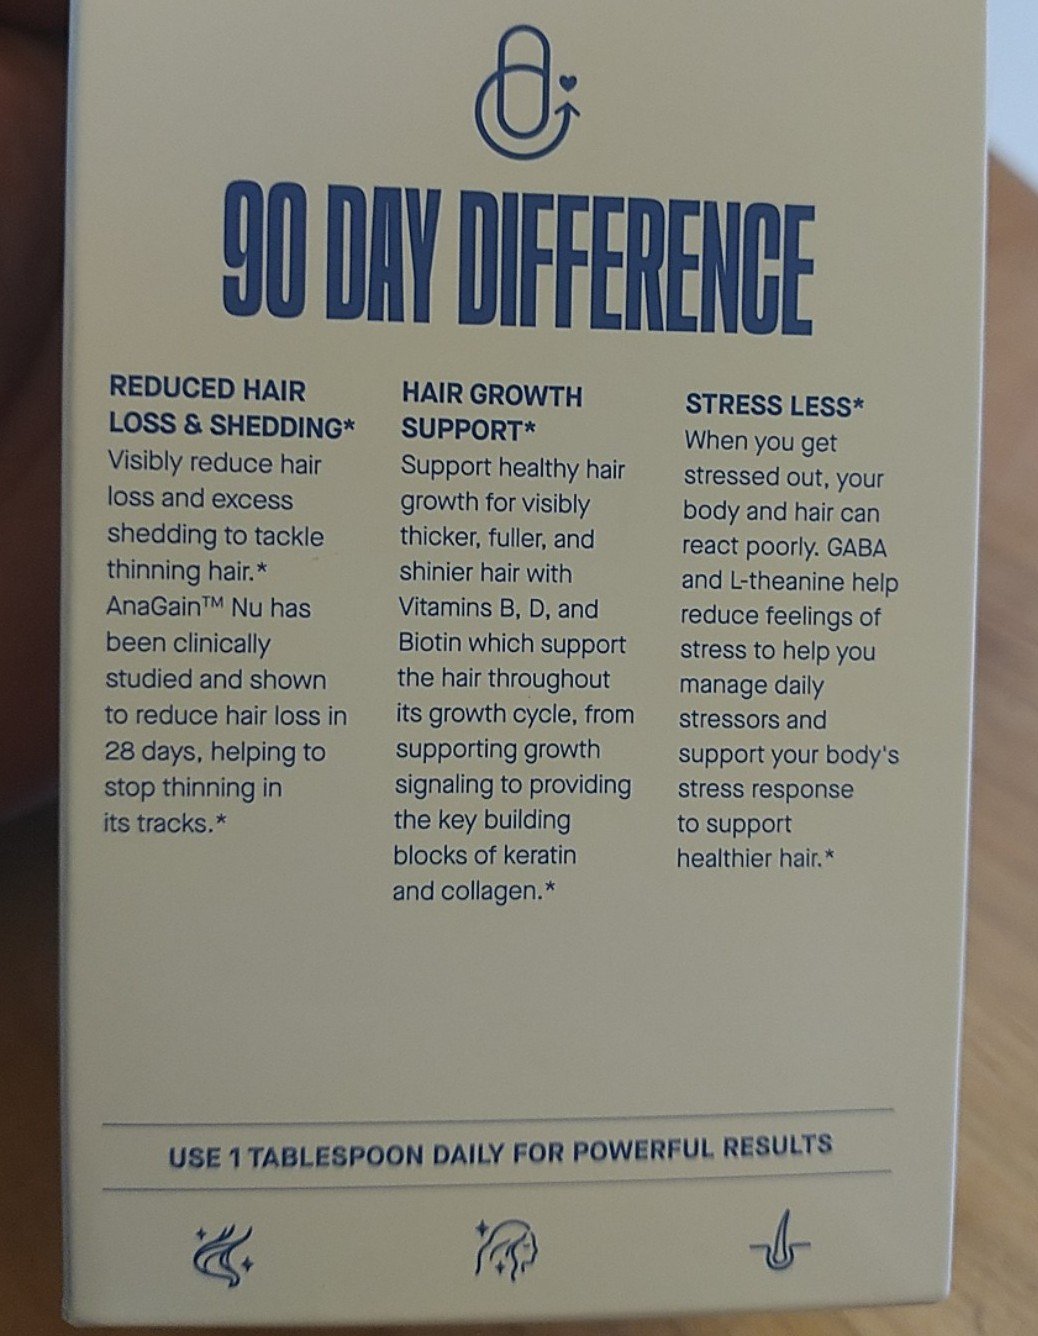 90 DAY DIFFERENCE
REDUCED HAIR
LOSS & SHEDDING*
Visibly reduce hair
loss and excess
shedding to tackle
thinning hair.*
AnaGain™ Nu has
been clinically
studied and shown
to reduce hair loss in
28 days, helping to
stop thinning in
its tracks.*
HAIR GROWTH
SUPPORT*
Support healthy hair
growth for visibly
thicker, fuller, and
shinier hair with
Vitamins B, D, and
Biotin which support
the hair throughout
its growth cycle, from
supporting growth
signaling to providing
the key building
blocks of keratin
and collagen.*
STRESS LESS*
When you get
stressed out, your
body and hair can
react poorly. GABA
and L-theanine help
reduce feelings of
stress to help you
manage daily
stressors and
support your body's
stress response
to support
healthier hair.*
USE 1 TABLESPOON DAILY FOR POWERFUL RESULTS